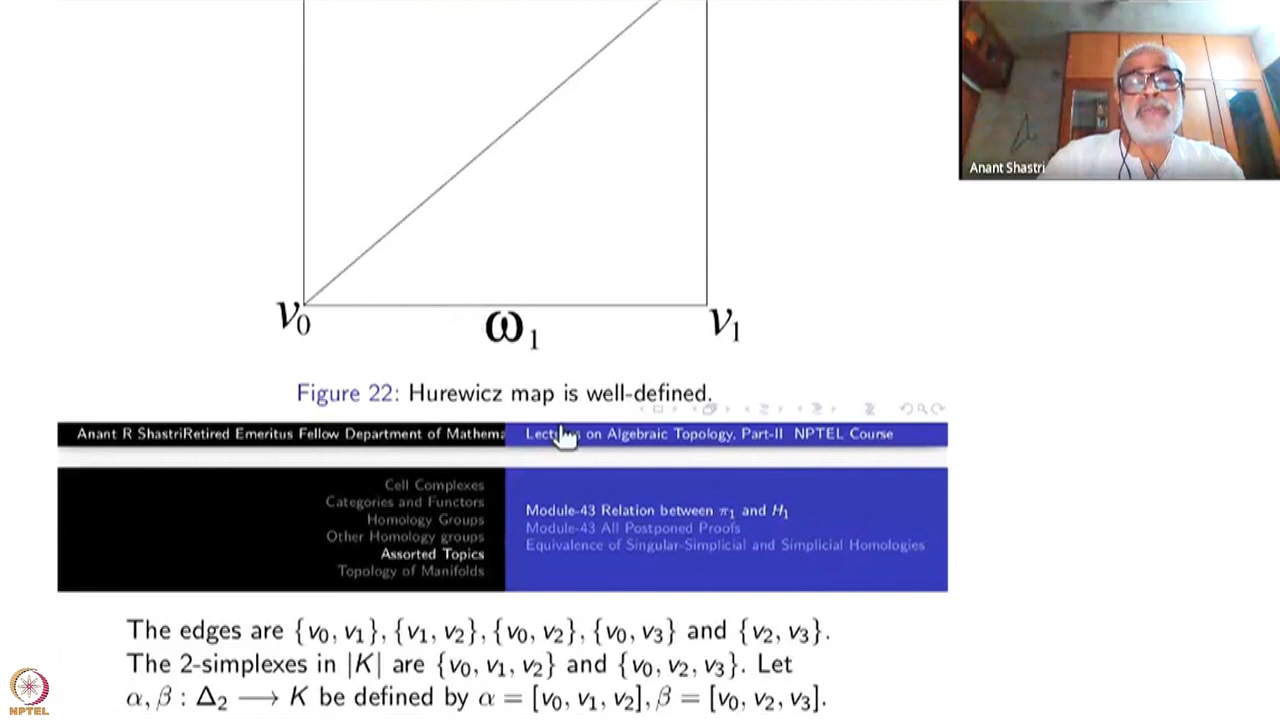 Anant Shastri
v0
ω1
v1
Figure 22: Hurewicz map is well-defined.
Anant R ShastriRetired Emeritus Fellow Department of Mathema
Lectures on Algebraic Topology, Part-II NPTEL Course
Cell Complexes
Categories and Functors
Homology Groups
Other Homology groups
Assorted Topics
Topology of Manifolds
Module-43 Relation between π1 and H1
Module-43 All Postponed Proofs
Equivalence of Singular-Simplicial and Simplicial Homologies
The edges are {v0, v1}, {v1, v2}, {v0, v2}, {v0, v3} and {v2, v3}.
The 2-simplexes in |K| are {v0, v1, v2} and {v0, v2, v3}. Let
α, β : Δ2 ⟶ K be defined by α = [v0, v1, v2], β = [v0, v2, v3].
NPTEL